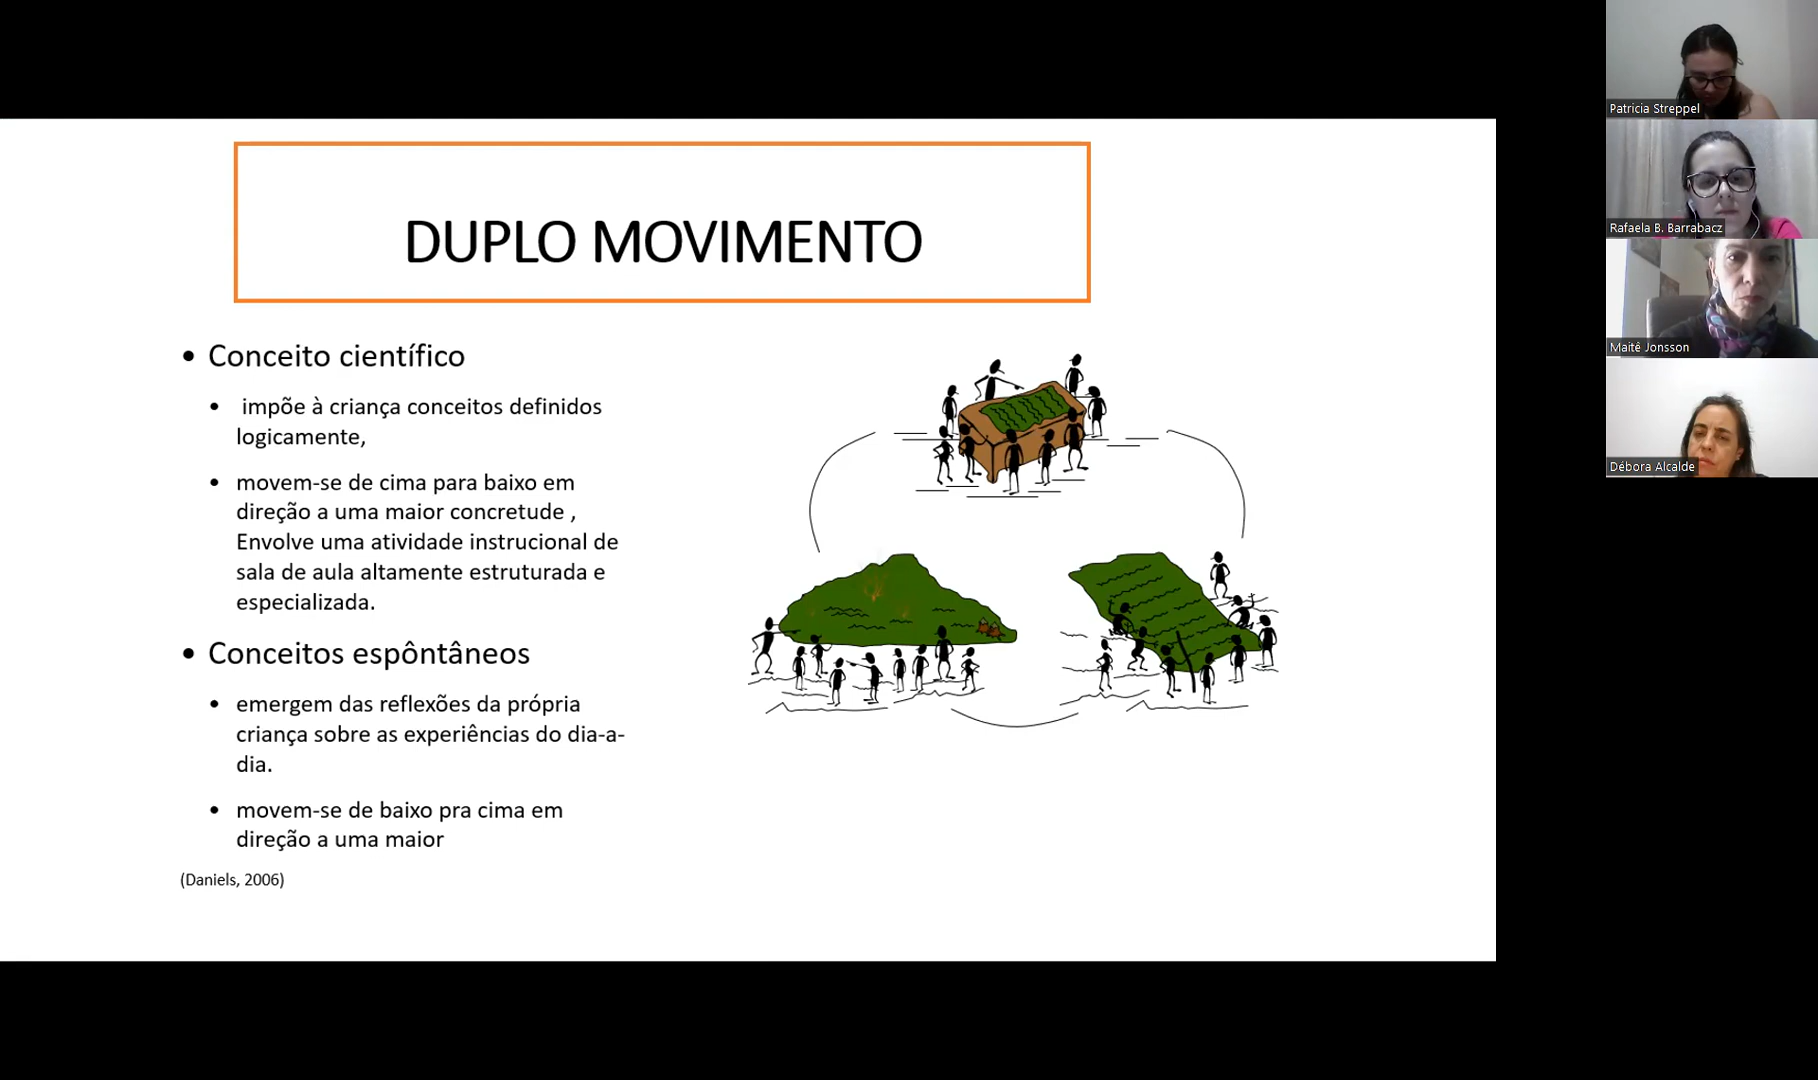 DUPLO MOVIMENTO
• Conceito científico
• impõe à criança conceitos definidos
logicamente,
• movem-se de cima para baixo em
direção a uma maior concretude ,
Envolve uma atividade instrucional de
sala de aula altamente estruturada e
especializada.
• Conceitos espôntâneos
• emergem das reflexões da própria
criança sobre as experiências do dia-a-
dia.
• movem-se de baixo pra cima em
direção a uma maior
(Daniels, 2006)
Patricia Streppel
Rafaela B. Barrabacz
Maitê Jonsson
Débora Alcalde